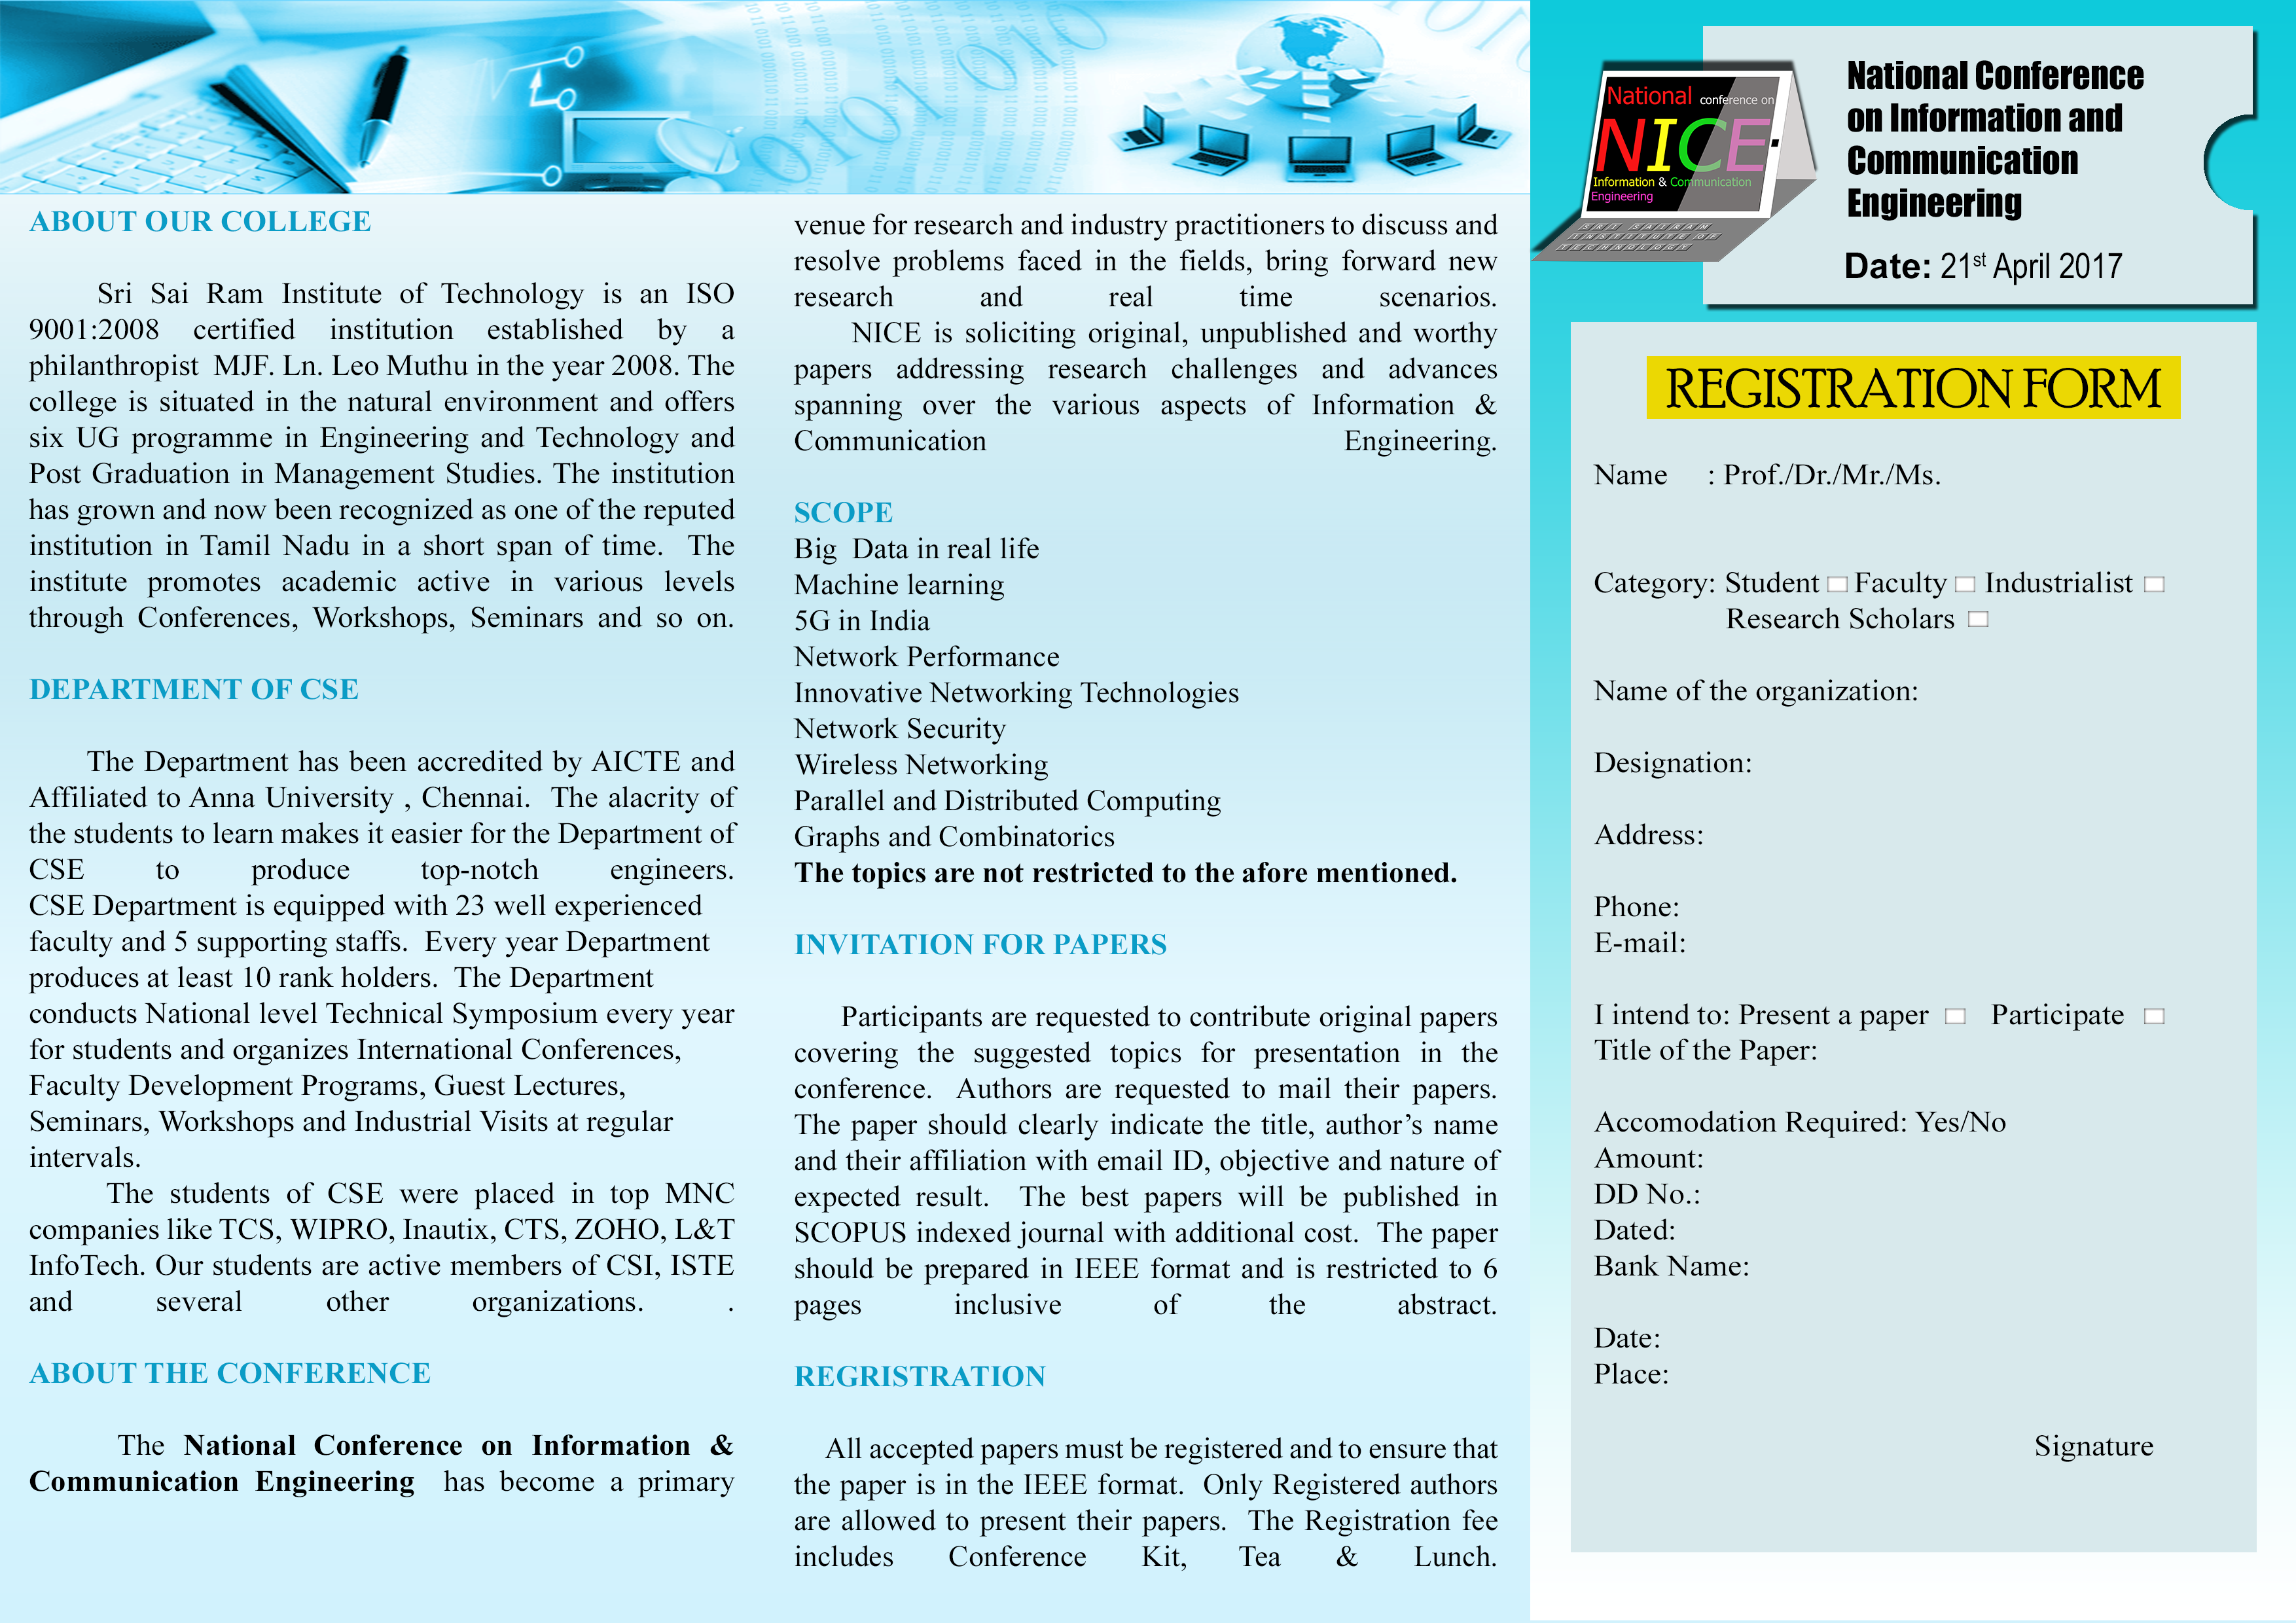 ABOUT OUR COLLEGE
Sri Sai Ram Institute of Technology is an ISO
9001:2008 certified institution established by a
philanthropist MJF. Ln. Leo Muthu in the year 2008. The
college is situated in the natural environment and offers
six UG programme in Engineering and Technology and
Post Graduation in Management Studies. The institution
has grown and now been recognized as one of the reputed
institution in Tamil Nadu in a short span of time. The
institute promotes academic active in various levels
through Conferences, Workshops, Seminars and so on.
DEPARTMENT OF CSE
The Department has been accredited by AICTE and
Affiliated to Anna University , Chennai. The alacrity of
the students to learn makes it easier for the Department of
CSE to produce top-notch engineers.
CSE Department is equipped with 23 well experienced
faculty and 5 supporting staffs. Every year Department
produces at least 10 rank holders. The Department
conducts National level Technical Symposium every year
for students and organizes International Conferences,
Faculty Development Programs, Guest Lectures,
Seminars, Workshops and Industrial Visits at regular
intervals.
The students of CSE were placed in top MNC
companies like TCS, WIPRO, Inautix, CTS, ZOHO, L&T
InfoTech. Our students are active members of CSI, ISTE
and several other organizations. .
ABOUT THE CONFERENCE
The National Conference on Information &
Communication Engineering has become a primary
venue for research and industry practitioners to discuss and
resolve problems faced in the fields, bring forward new
research and real time scenarios.
NICE is soliciting original, unpublished and worthy
papers addressing research challenges and advances
spanning over the various aspects of Information &
Communication Engineering.
SCOPE
Big Data in real life
Machine learning
5G in India
Network Performance
Innovative Networking Technologies
Network Security
Wireless Networking
Parallel and Distributed Computing
Graphs and Combinatorics
The topics are not restricted to the afore mentioned.
INVITATION FOR PAPERS
Participants are requested to contribute original papers
covering the suggested topics for presentation in the
conference. Authors are requested to mail their papers.
The paper should clearly indicate the title, author’s name
and their affiliation with email ID, objective and nature of
expected result. The best papers will be published in
SCOPUS indexed journal with additional cost. The paper
should be prepared in IEEE format and is restricted to 6
pages inclusive of the abstract.
REGRISTRATION
All accepted papers must be registered and to ensure that
the paper is in the IEEE format. Only Registered authors
are allowed to present their papers. The Registration fee
includes Conference Kit, Tea & Lunch.
National conference on
NICE
Information & Communication
Engineering
SRI SAIRAM
INSTITUTE OF
TECHNOLOGY
National Conference
on Information and
Communication
Engineering
Date: 21st April 2017
REGISTRATION FORM
Name : Prof./Dr./Mr./Ms.
Category: Student Faculty Industrialist
Research Scholars
Name of the organization:
Designation:
Address:
Phone:
E-mail:
I intend to: Present a paper Participate
Title of the Paper:
Accomodation Required: Yes/No
Amount:
DD No.:
Dated:
Bank Name:
Date:
Place:
Signature